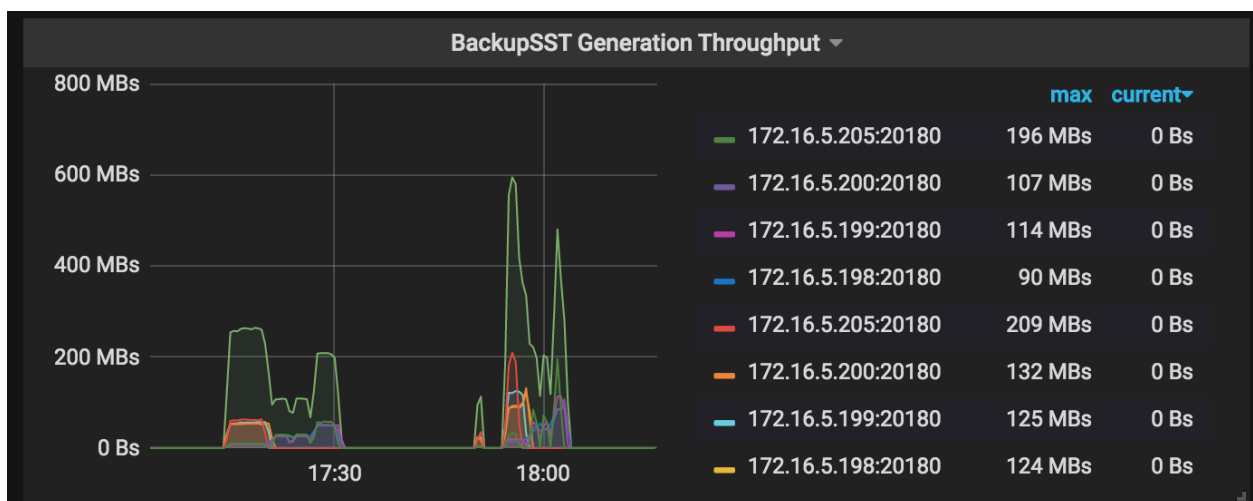 BackupSST Generation Throughput
800 MBs
600 MBs
400 MBs
200 MBs
0 Bs
17:30
18:00
max current
172.16.5.205:20180 196 MBs 0 Bs
172.16.5.200:20180 107 MBs 0 Bs
172.16.5.199:20180 114 MBs 0 Bs
172.16.5.198:20180 90 MBs 0 Bs
172.16.5.205:20180 209 MBs 0 Bs
172.16.5.200:20180 132 MBs 0 Bs
172.16.5.199:20180 125 MBs 0 Bs
172.16.5.198:20180 124 MBs 0 Bs